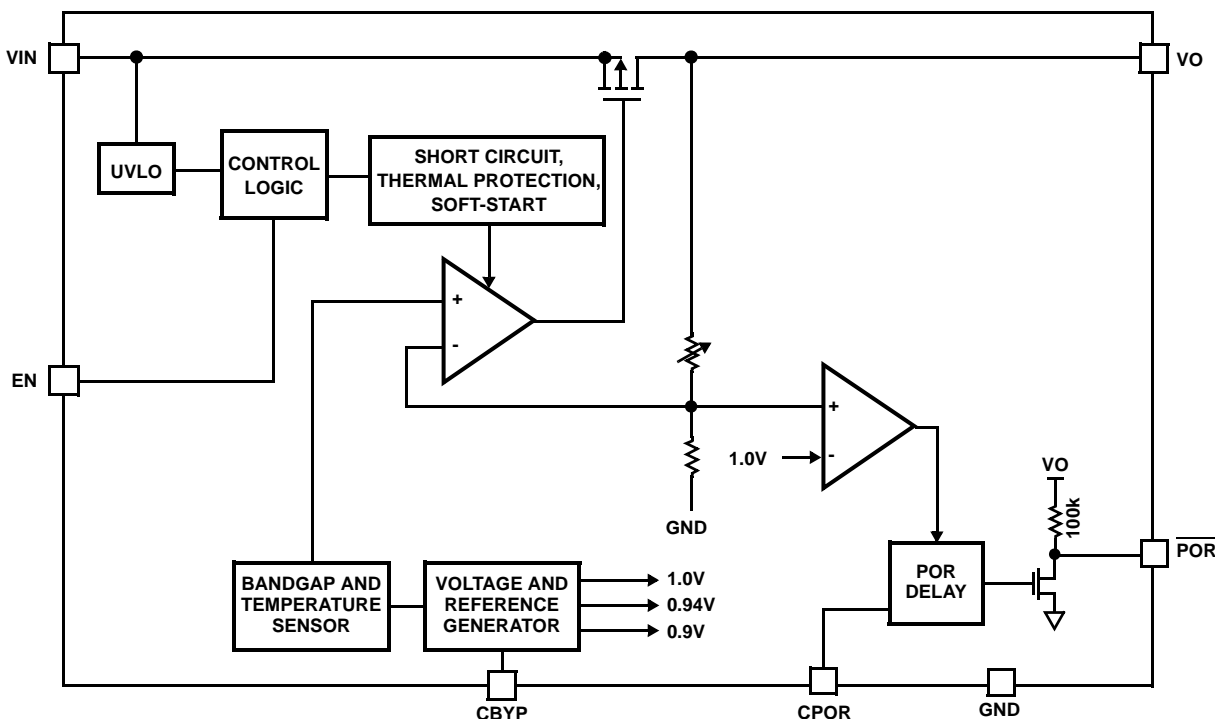 VIN
VO
UVLO
CONTROL
LOGIC
SHORT CIRCUIT,
THERMAL PROTECTION,
SOFT-START
+
-
EN
+
-
1.0V
GND
VO
100k
POR
POR
DELAY
BANDGAP AND
TEMPERATURE
SENSOR
VOLTAGE AND
REFERENCE
GENERATOR
1.0V
0.94V
0.9V
CBYP
CPOR
GND